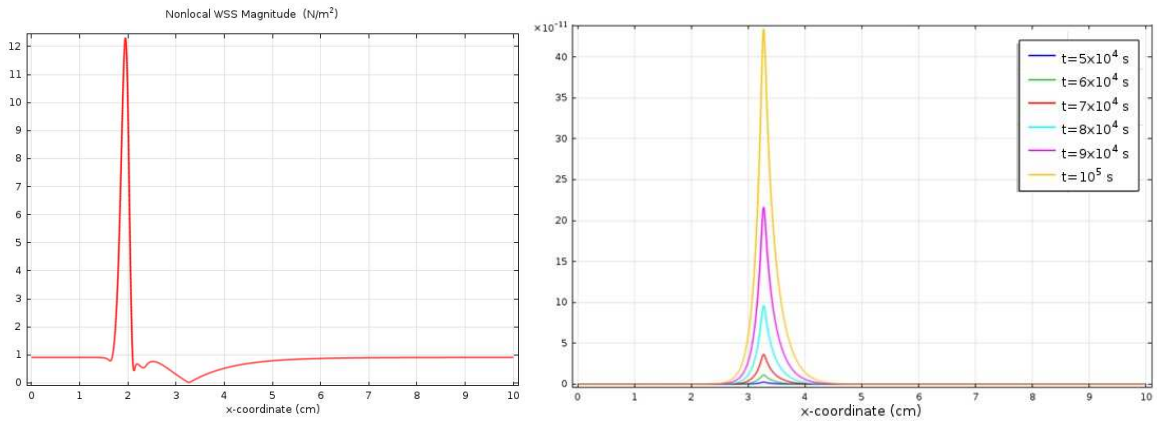 Nonlocal WSS Magnitude (N/m²)
12
11
10
9
8
7
6
5
4
3
2
1
0
0 1 2 3 4 5 6 7 8 9 10
x-coordinate (cm)
×10⁻¹¹
40
35
30
25
20
15
10
5
0
t=5×10⁴ s
t=6×10⁴ s
t=7×10⁴ s
t=8×10⁴ s
t=9×10⁴ s
t=10⁵ s
0 1 2 3 4 5 6 7 8 9 10
x-coordinate (cm)